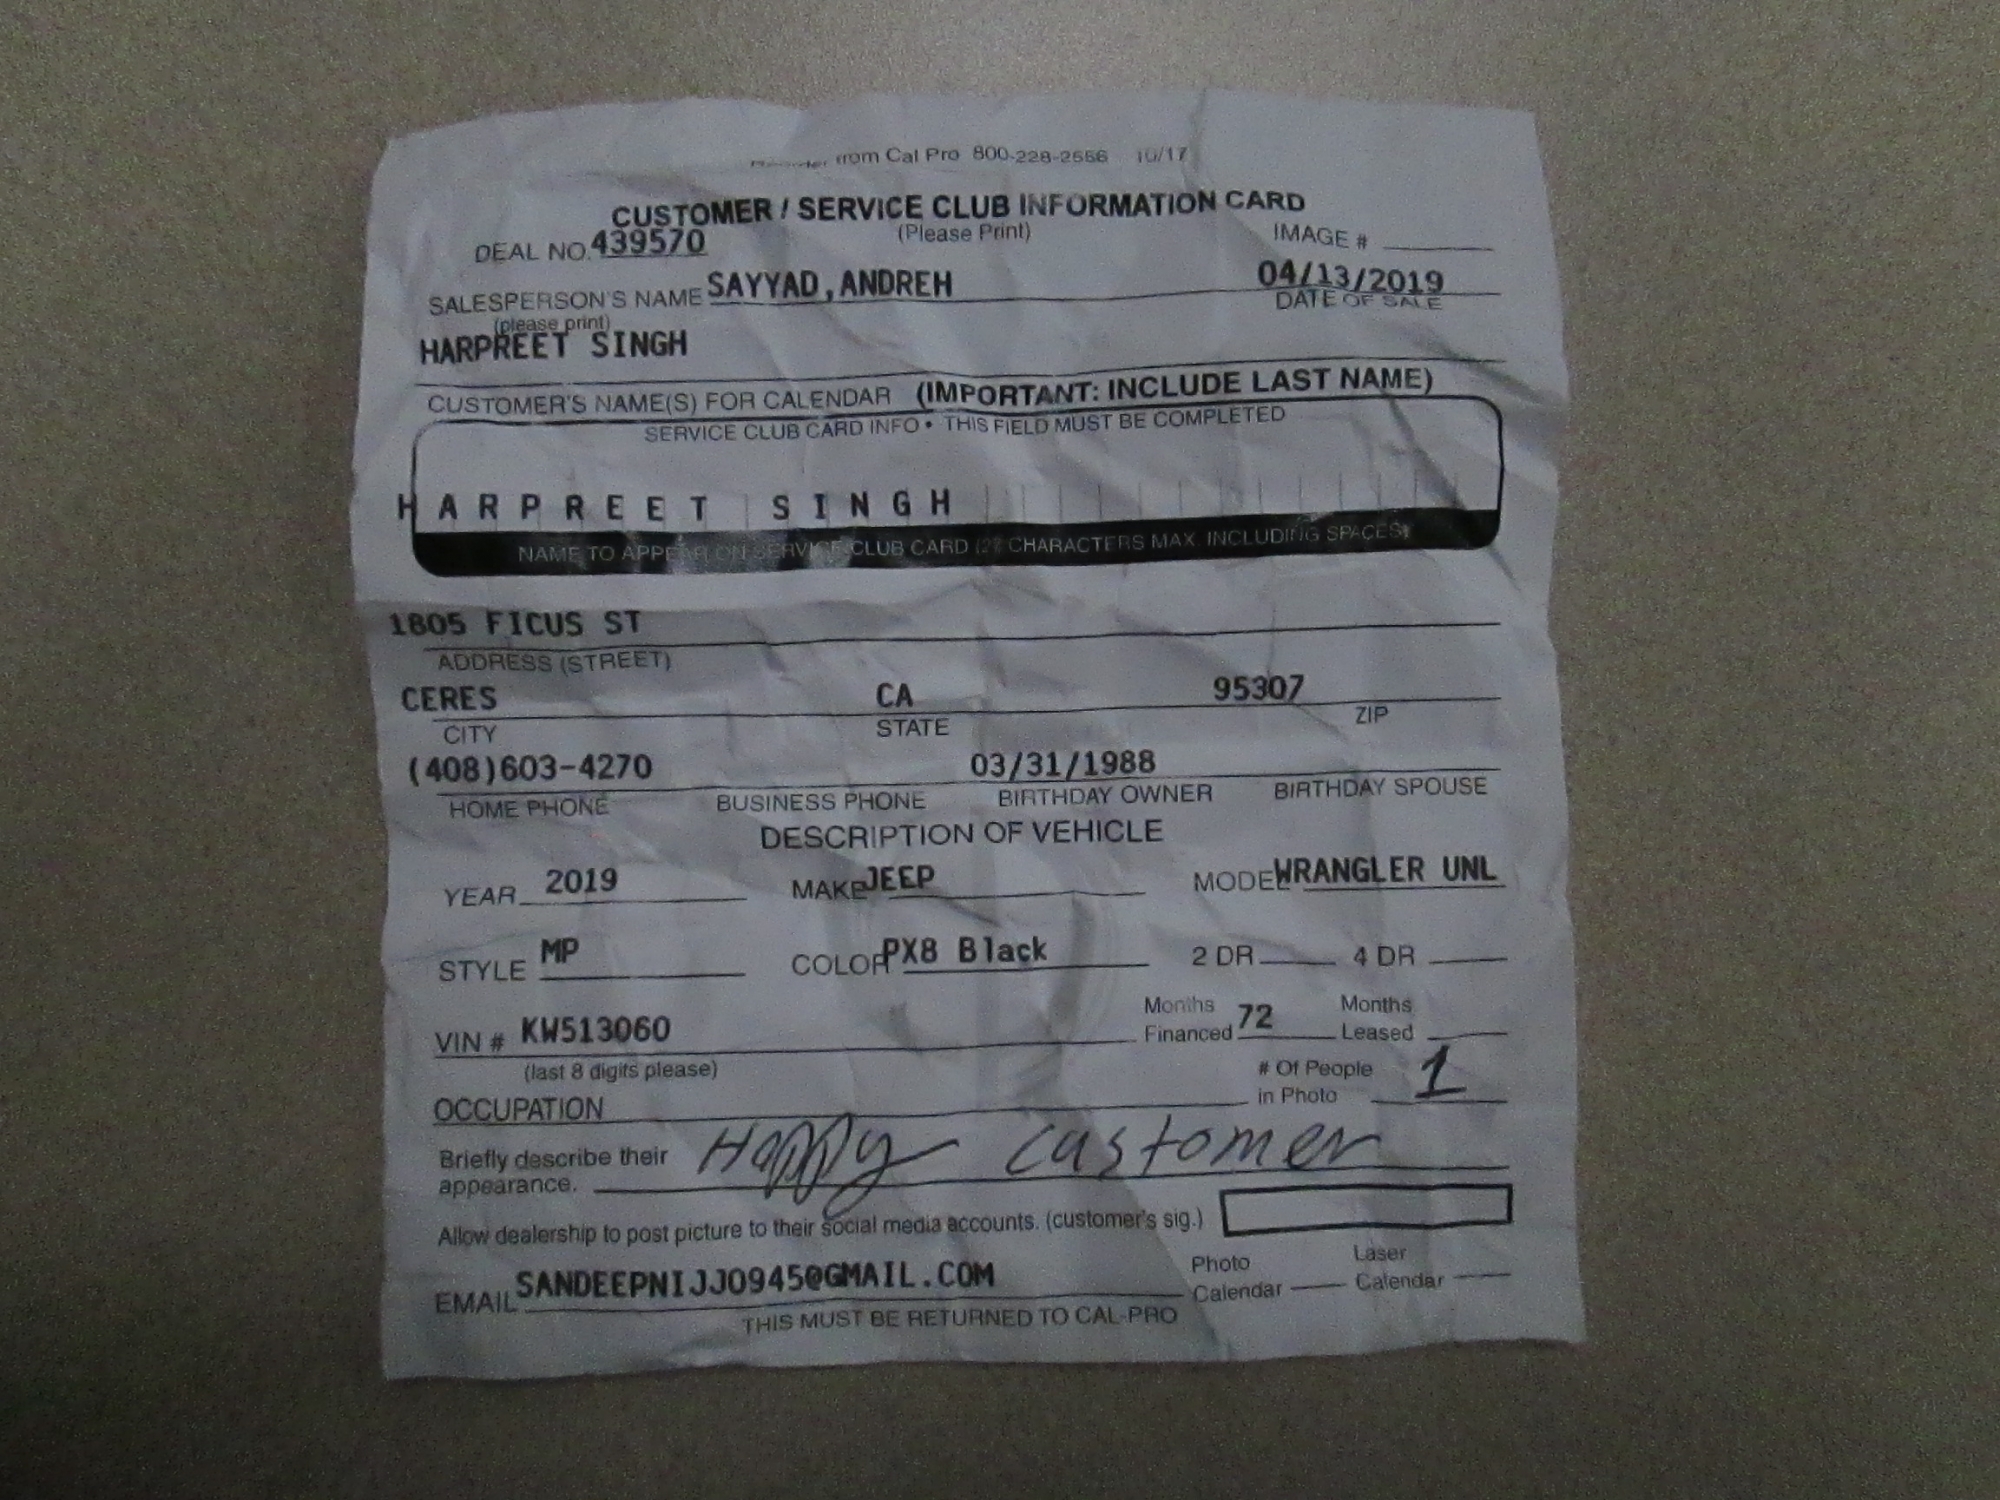 from Cal Pro 800-228-2556 10/17
CUSTOMER / SERVICE CLUB INFORMATION CARD
DEAL NO. 439570 (Please Print) IMAGE #
SALESPERSON'S NAME SAYYAD, ANDREH 04/13/2019
(please print) DATE OF SALE
HARPREET SINGH
CUSTOMER'S NAME(S) FOR CALENDAR (IMPORTANT: INCLUDE LAST NAME)
SERVICE CLUB CARD INFO • THIS FIELD MUST BE COMPLETED
HARPREET SINGH
NAME TO APPEAR ON SERVICE CLUB CARD (27 CHARACTERS MAX. INCLUDING SPACES)
1805 FICUS ST
ADDRESS (STREET)
CERES CA 95307
CITY STATE ZIP
(408)603-4270 03/31/1988
HOME PHONE BUSINESS PHONE BIRTHDAY OWNER BIRTHDAY SPOUSE
DESCRIPTION OF VEHICLE
YEAR 2019 MAKE JEEP MODEL WRANGLER UNL
STYLE MP COLOR PX8 Black 2 DR 4 DR
Months Months
VIN # KW513060 Financed 72 Leased
(last 8 digits please) # Of People
OCCUPATION in Photo 1
Briefly describe their Happy customer
appearance.
Allow dealership to post picture to their social media accounts. (customer's sig.)
Photo Laser
EMAIL SANDEEPNIJJ0945@GMAIL.COM Calendar Calendar
THIS MUST BE RETURNED TO CAL-PRO